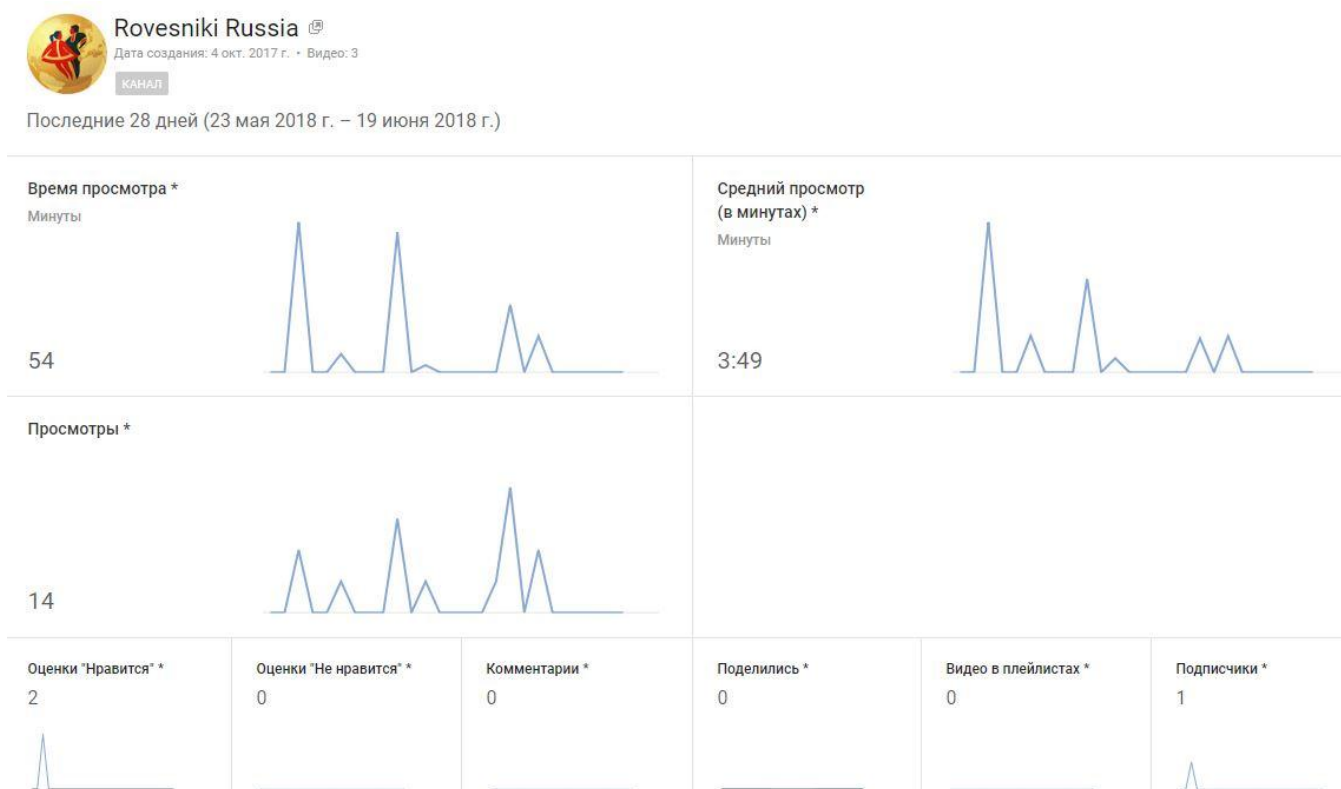 Rovesniki Russia
Дата создания: 4 окт. 2017 г. • Видео: 3
КАНАЛ
Последние 28 дней (23 мая 2018 г. – 19 июня 2018 г.)
Время просмотра *
Минуты
54
Средний просмотр
(в минутах) *
Минуты
3:49
Просмотры *
14
Оценки "Нравится" *
2
Оценки "Не нравится" *
0
Комментарии *
0
Поделились *
0
Видео в плейлистах *
0
Подписчики *
1